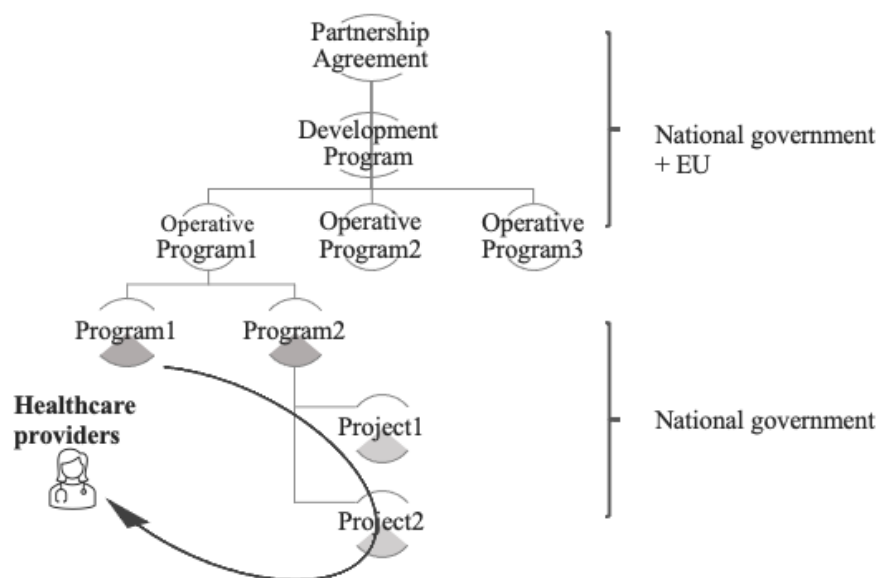 Partnership
Agreement
Development
Program
National government
+ EU
Operative
Program1
Operative
Program2
Operative
Program3
Program1
Program2
Healthcare
providers
Project1
National government
Project2